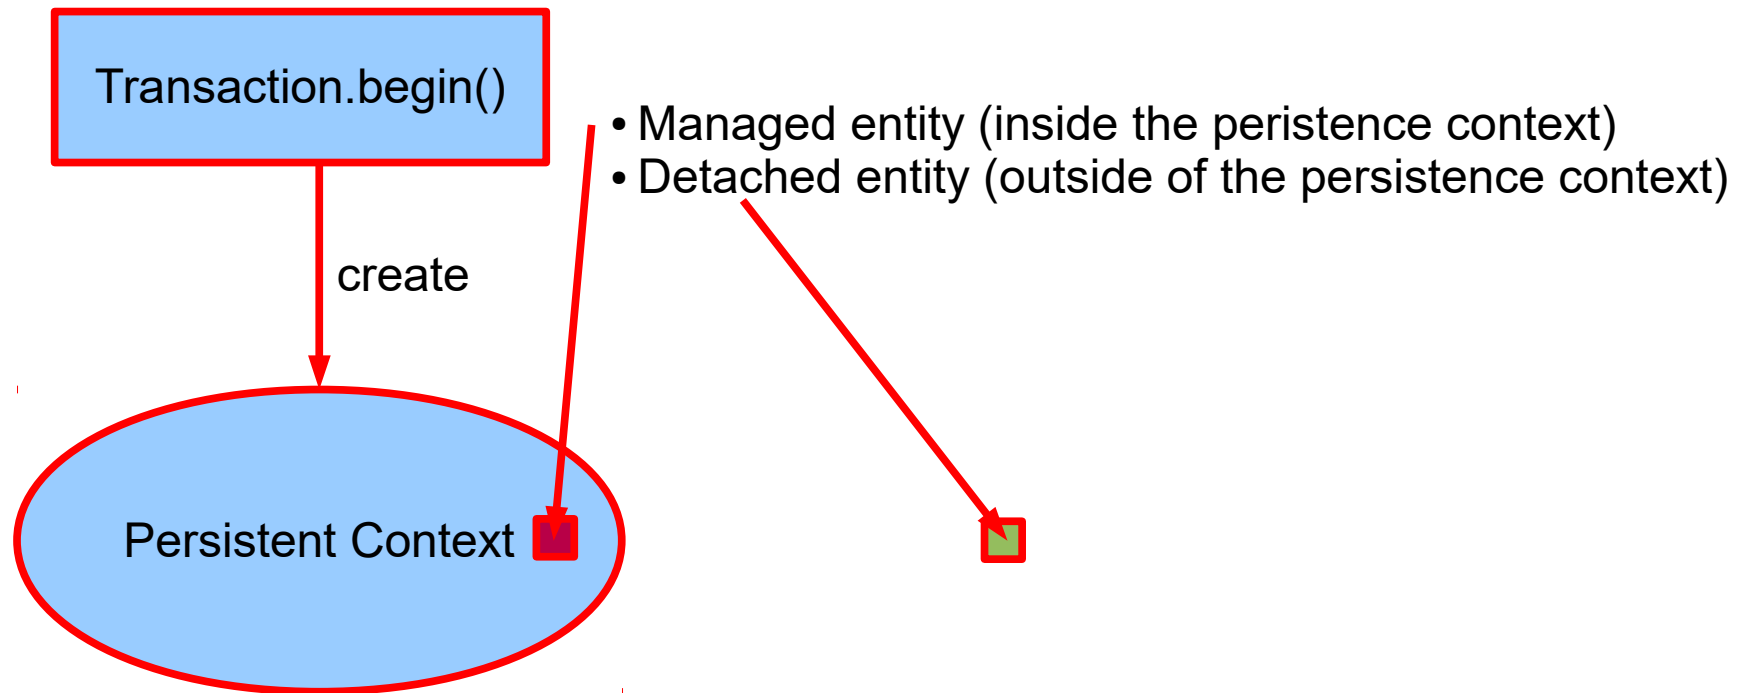 Transaction.begin()
• Managed entity (inside the peristence context)
• Detached entity (outside of the persistence context)
create
Persistent Context